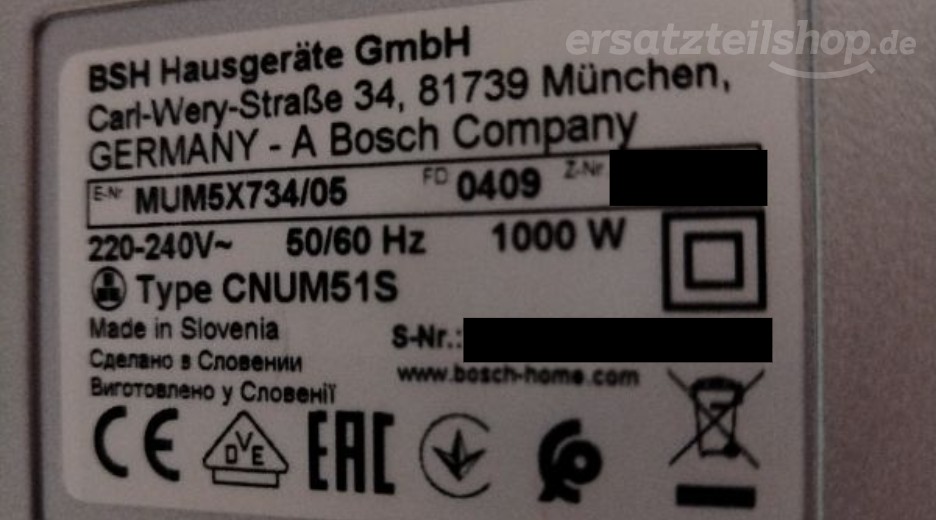 ersatzteilshop.de
BSH Hausgeräte GmbH
Carl-Wery-Straße 34, 81739 München,
GERMANY - A Bosch Company
E-Nr MUM5X734/05 FD 0409 Z-Nr
220-240V~ 50/60 Hz 1000 W
Type CNUM51S
Made in Slovenia
Сделано в Словении
S-Nr.:
Виготовлено у Словенії
www.bosch-home.com
CE DVE EAC